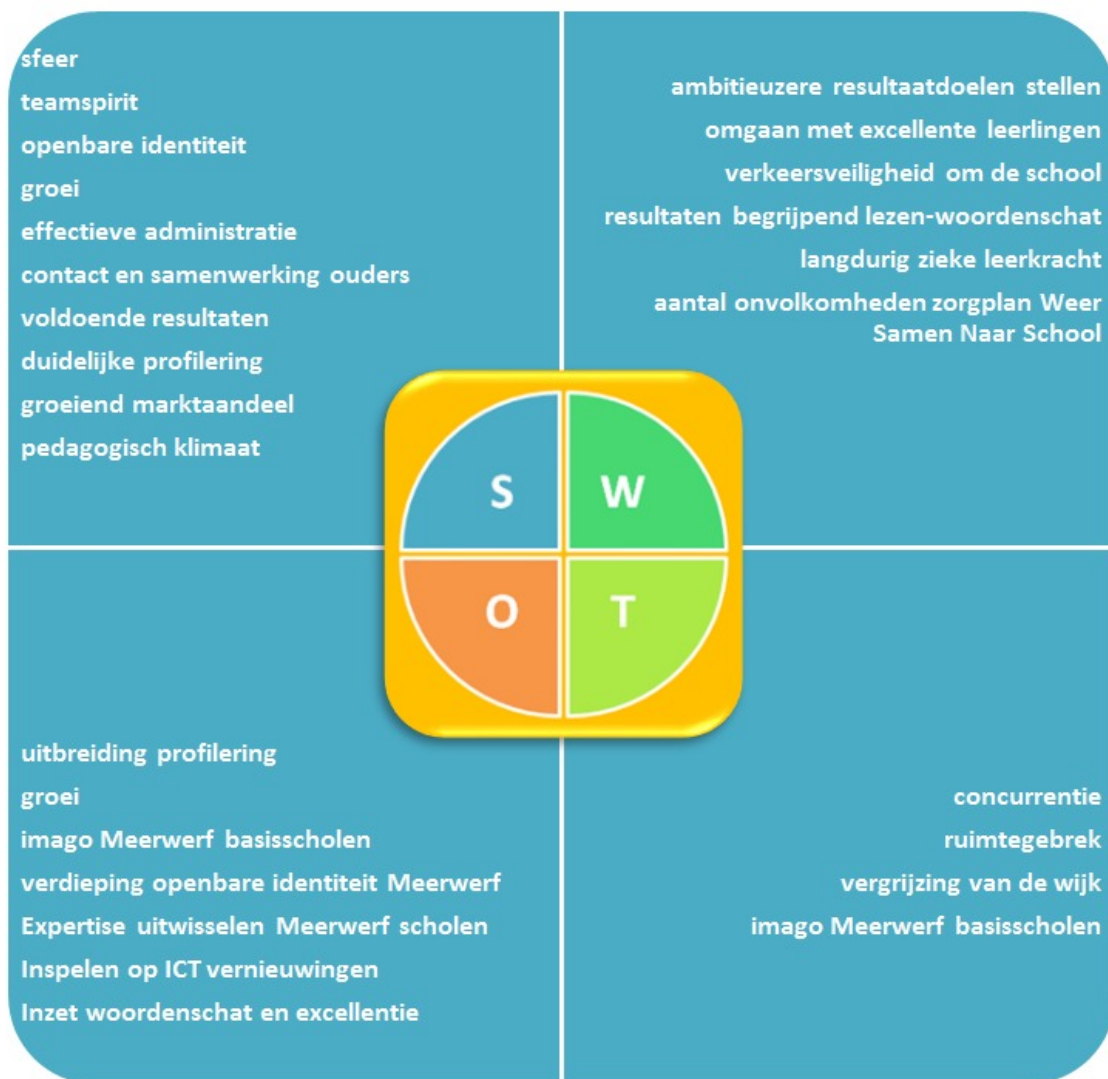 sfeer
teamspirit
openbare identiteit
groei
effectieve administratie
contact en samenwerking ouders
voldoende resultaten
duidelijke profilering
groeiend marktaandeel
pedagogisch klimaat
ambitieuzere resultaatdoelen stellen
omgaan met excellente leerlingen
verkeersveiligheid om de school
resultaten begrijpend lezen-woordenschat
langdurig zieke leerkracht
aantal onvolkomheden zorgplan Weer
Samen Naar School
S W
O T
uitbreiding profilering
groei
imago Meerwerf basisscholen
verdieping openbare identiteit Meerwerf
Expertise uitwisselen Meerwerf scholen
Inspelen op ICT vernieuwingen
Inzet woordenschat en excellentie
concurrentie
ruimtegebrek
vergrijzing van de wijk
imago Meerwerf basisscholen